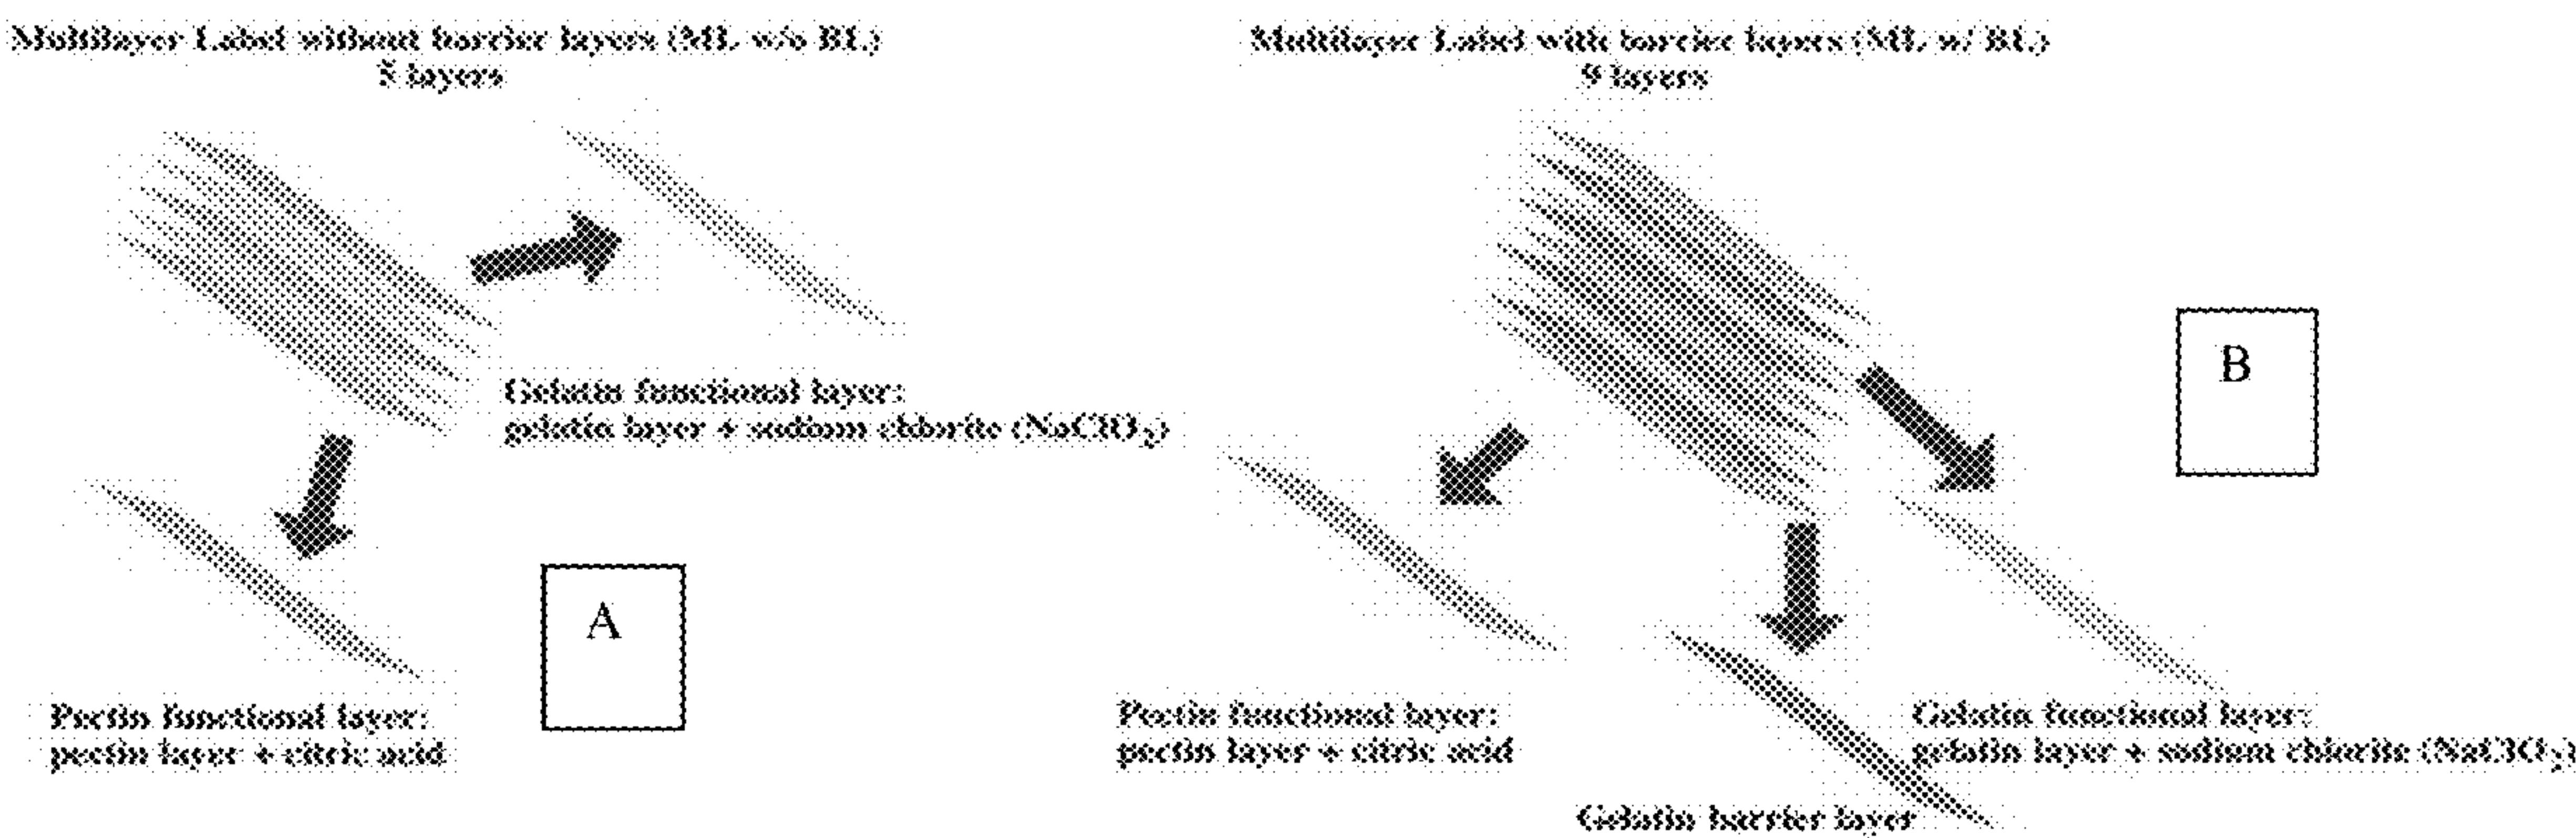 Multilayer Label without barrier layers (ML w/o BL)
5 layers
Gelatin functional layer:
gelatin layer + sodium chlorite (NaClO₂)
Pectin functional layer:
pectin layer + citric acid
A
Multilayer Label with barrier layers (ML w/ BL)
9 layers
B
Pectin functional layer:
pectin layer + citric acid
Gelatin functional layer:
gelatin layer + sodium chlorite (NaClO₂)
Gelatin barrier layer